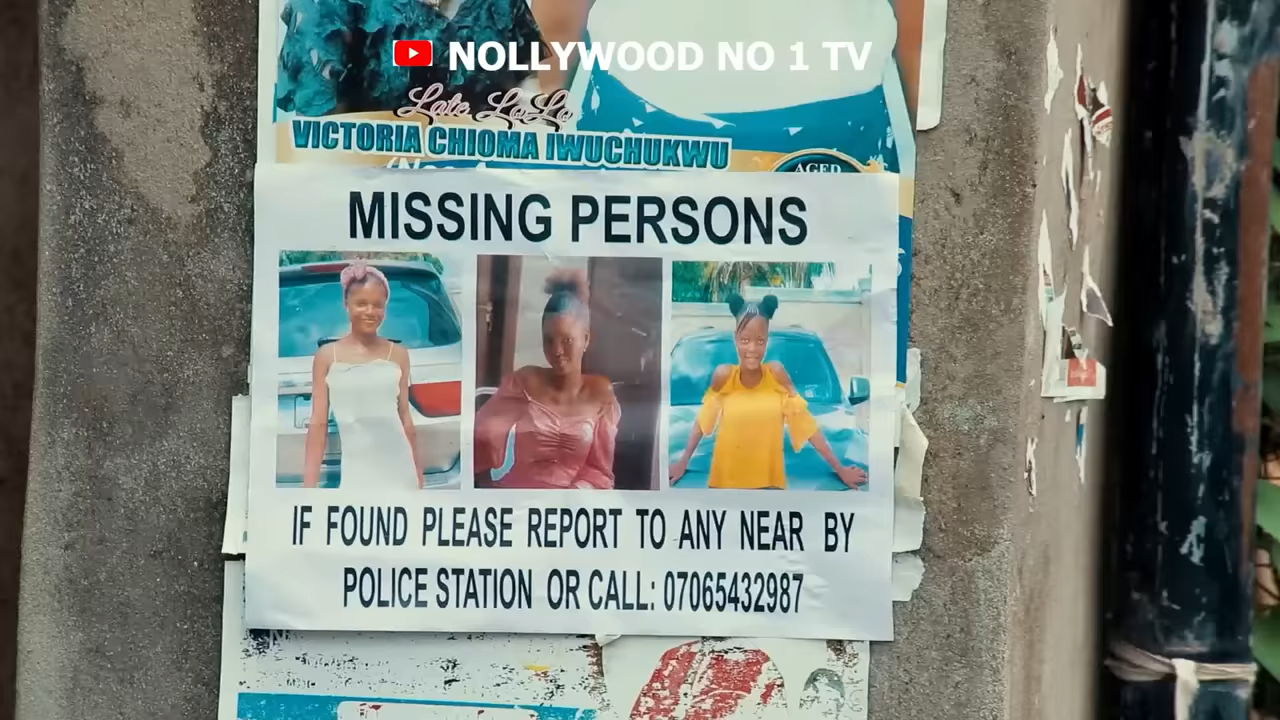 NOLLYWOOD NO 1 TV
Late LoLo
VICTORIA CHIOMA IWUCHUKWU
AGED
MISSING PERSONS
IF FOUND PLEASE REPORT TO ANY NEAR BY
POLICE STATION OR CALL: 07065432987